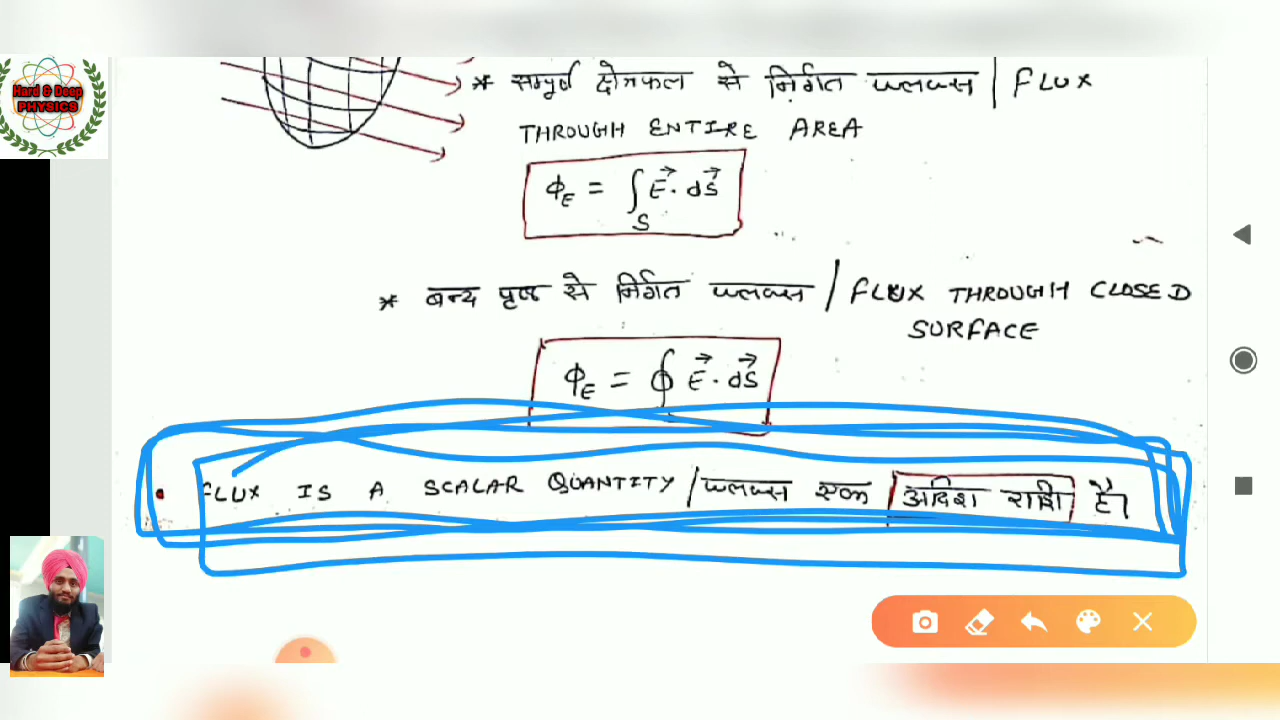 Hard & Deep
PHYSICS
* सम्पूर्ण क्षेत्रफल से निर्गत फ्लक्स | FLUX
THROUGH ENTIRE AREA
ΦE = ∫S E⃗ · dS⃗
* बन्द पृष्ठ से निर्गत फ्लक्स / FLUX THROUGH CLOSED
SURFACE
ΦE = ∮ E⃗ · dS⃗
• FLUX IS A SCALAR QUANTITY / फ्लक्स एक अदिश राशि है।